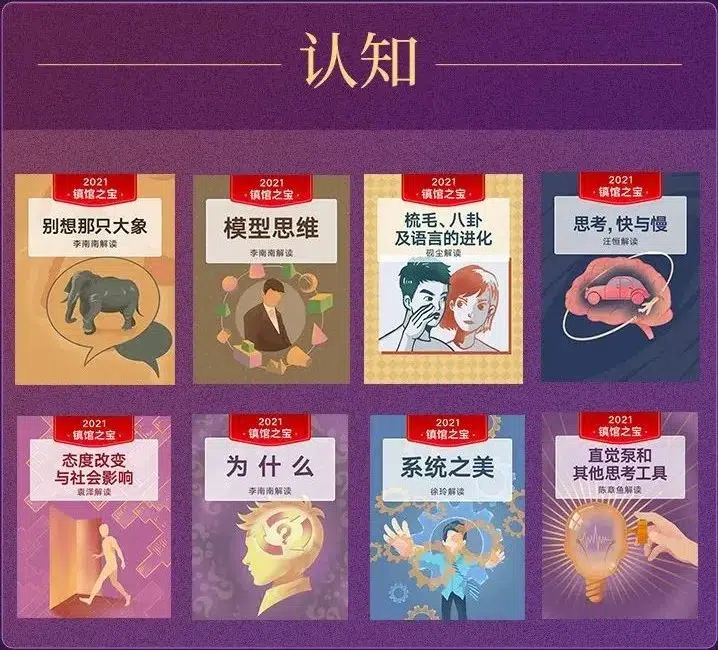 认知
2021
镇馆之宝
别想那只大象
李南南解读
2021
镇馆之宝
模型思维
李南南解读
2021
镇馆之宝
梳毛、八卦
及语言的进化
砚尘解读
2021
镇馆之宝
思考,快与慢
汪恒解读
2021
镇馆之宝
态度改变
与社会影响
袁泽解读
2021
镇馆之宝
为什么
李南南解读
2021
镇馆之宝
系统之美
徐玲解读
2021
镇馆之宝
直觉泵和
其他思考工具
陈章鱼解读